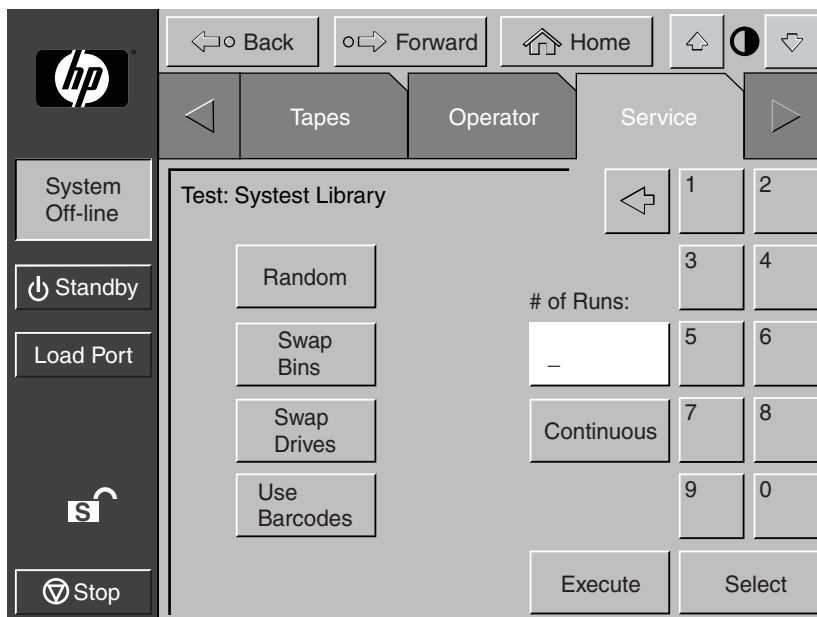 hp
Back
Forward
Home
Tapes
Operator
Service
System
Off-line
Standby
Load Port
S
Stop
Test: Systest Library
Random
Swap
Bins
Swap
Drives
Use
Barcodes
# of Runs:
_
Continuous
1
2
3
4
5
6
7
8
9
0
Execute
Select